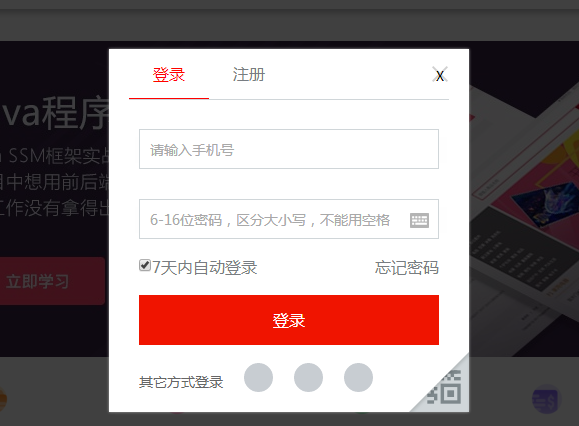 登录 注册 X
va程序
SSM框架实战
请输入手机号
目中想用前后端
工作没有拿得出
6-16位密码，区分大小写，不能用空格
7天内自动登录 忘记密码
立即学习
登录
其它方式登录